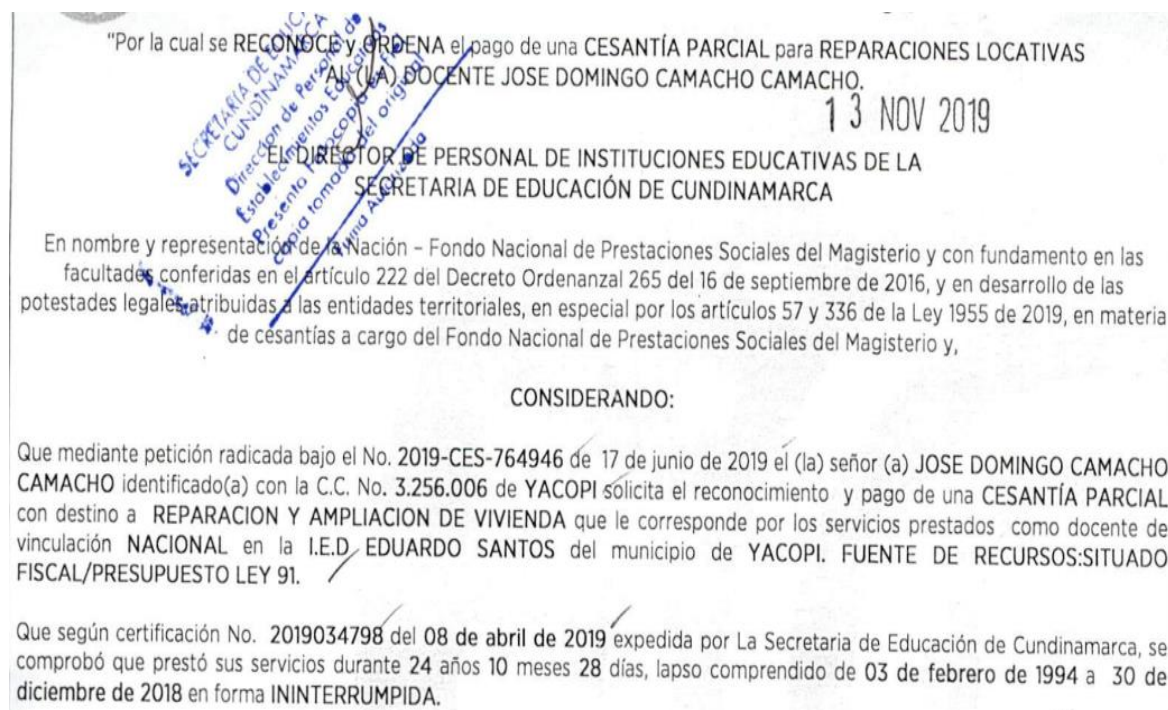 "Por la cual se RECONOCE y ORDENA el pago de una CESANTÍA PARCIAL para REPARACIONES LOCATIVAS
AL (LA) DOCENTE JOSE DOMINGO CAMACHO CAMACHO.
13 NOV 2019
SECRETARIA DE EDUCA
CUNDINAMARCA
Direccion de Personal de
Establecimientos Educativos
Presento Fotocopia es Fiel
copia tomada del original
Firma Autorizada
EL DIRECTOR DE PERSONAL DE INSTITUCIONES EDUCATIVAS DE LA
SECRETARIA DE EDUCACIÓN DE CUNDINAMARCA
En nombre y representación de la Nación – Fondo Nacional de Prestaciones Sociales del Magisterio y con fundamento en las
facultades conferidas en el artículo 222 del Decreto Ordenanzal 265 del 16 de septiembre de 2016, y en desarrollo de las
potestades legales atribuidas a las entidades territoriales, en especial por los artículos 57 y 336 de la Ley 1955 de 2019, en materia
de cesantías a cargo del Fondo Nacional de Prestaciones Sociales del Magisterio y,
CONSIDERANDO:
Que mediante petición radicada bajo el No. 2019-CES-764946 de 17 de junio de 2019 el (la) señor (a) JOSE DOMINGO CAMACHO
CAMACHO identificado(a) con la C.C. No. 3.256.006 de YACOPI solicita el reconocimiento y pago de una CESANTÍA PARCIAL
con destino a REPARACION Y AMPLIACION DE VIVIENDA que le corresponde por los servicios prestados como docente de
vinculación NACIONAL en la I.E.D EDUARDO SANTOS del municipio de YACOPI. FUENTE DE RECURSOS:SITUADO
FISCAL/PRESUPUESTO LEY 91.
Que según certificación No. 2019034798 del 08 de abril de 2019 expedida por La Secretaria de Educación de Cundinamarca, se
comprobó que prestó sus servicios durante 24 años 10 meses 28 días, lapso comprendido de 03 de febrero de 1994 a 30 de
diciembre de 2018 en forma ININTERRUMPIDA.